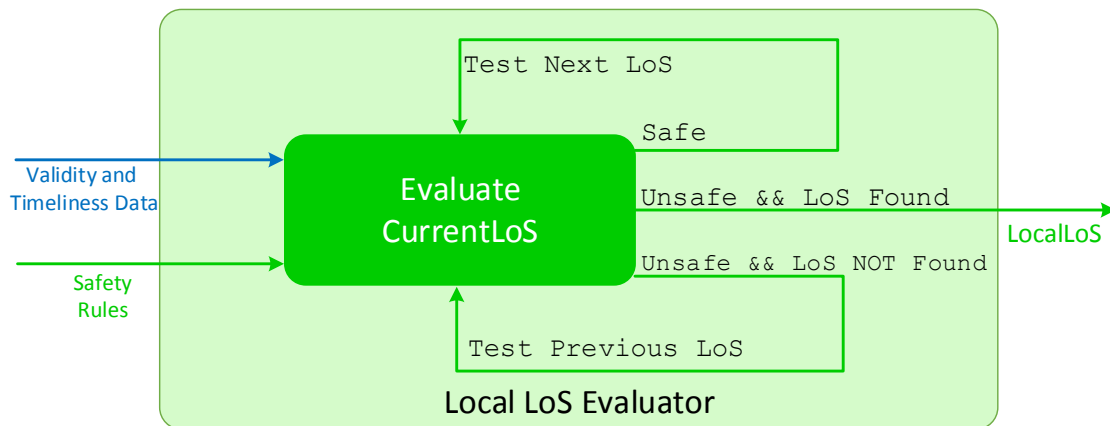 Test Next LoS
Safe
Validity and
Timeliness Data
Evaluate
CurrentLoS
Unsafe && LoS Found
LocalLoS
Unsafe && LoS NOT Found
Safety
Rules
Test Previous LoS
Local LoS Evaluator